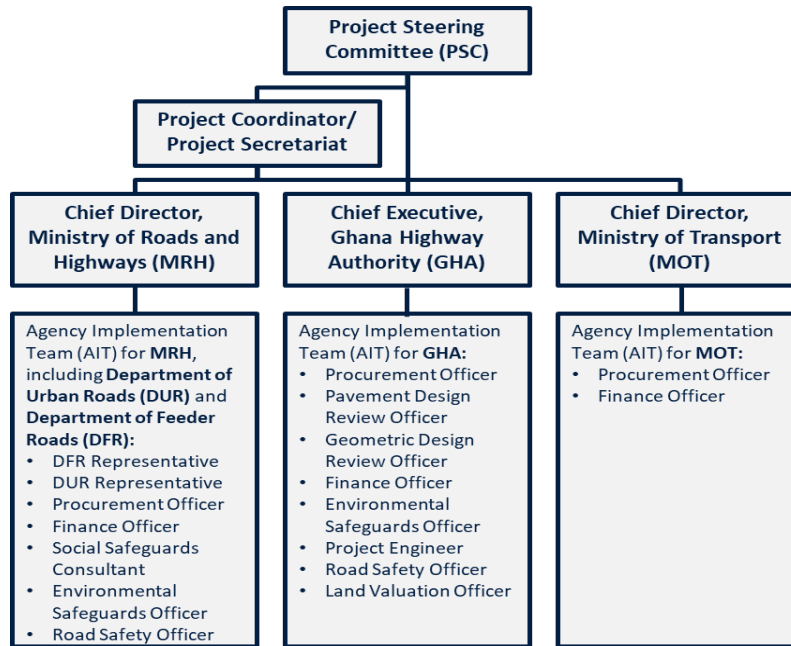 Project Steering
Committee (PSC)
Project Coordinator/
Project Secretariat
Chief Director,
Ministry of Roads and
Highways (MRH)
Chief Executive,
Ghana Highway
Authority (GHA)
Chief Director,
Ministry of Transport
(MOT)
Agency Implementation
Team (AIT) for MRH,
including Department of
Urban Roads (DUR) and
Department of Feeder
Roads (DFR):
• DFR Representative
• DUR Representative
• Procurement Officer
• Finance Officer
• Social Safeguards
Consultant
• Environmental
Safeguards Officer
• Road Safety Officer
Agency Implementation
Team (AIT) for GHA:
• Procurement Officer
• Pavement Design
Review Officer
• Geometric Design
Review Officer
• Finance Officer
• Environmental
Safeguards Officer
• Project Engineer
• Road Safety Officer
• Land Valuation Officer
Agency Implementation
Team (AIT) for MOT:
• Procurement Officer
• Finance Officer